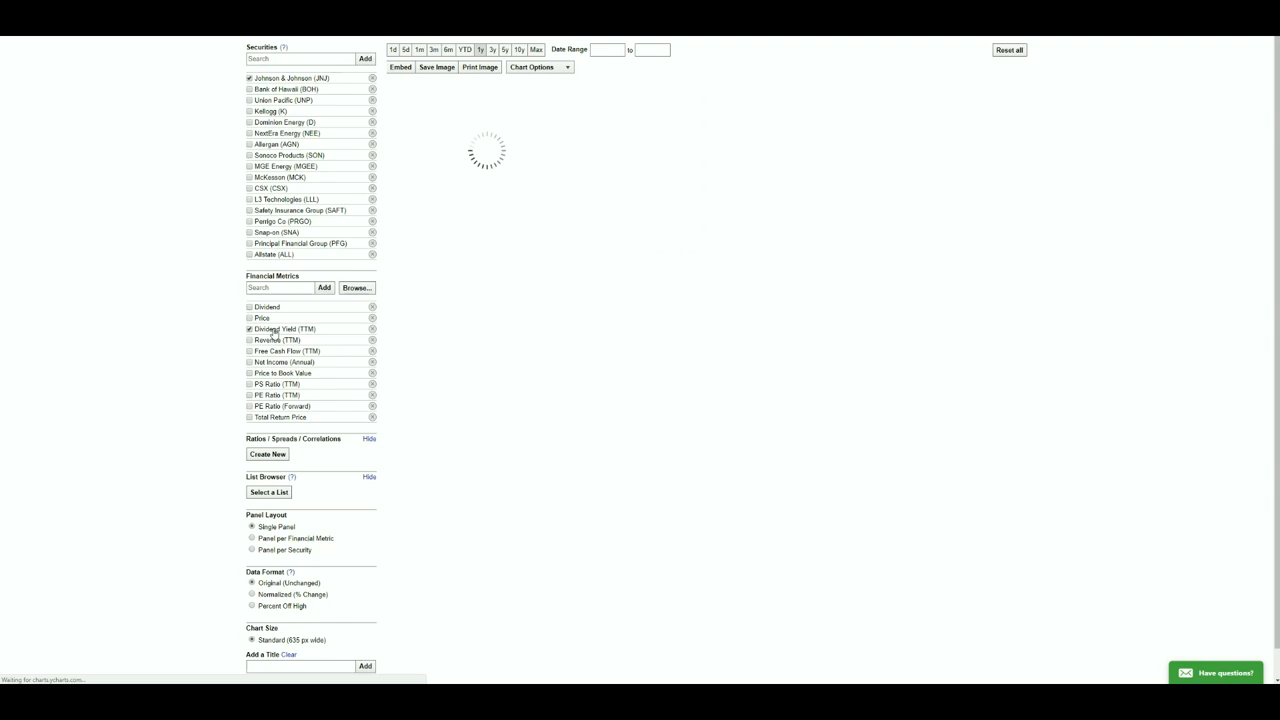 Securities (?)
Search Add
Johnson & Johnson (JNJ)
Bank of Hawaii (BOH)
Union Pacific (UNP)
Kellogg (K)
Dominion Energy (D)
NextEra Energy (NEE)
Allergan (AGN)
Sonoco Products (SON)
MGE Energy (MGEE)
McKesson (MCK)
CSX (CSX)
L3 Technologies (LLL)
Safety Insurance Group (SAFT)
Perrigo Co (PRGO)
Snap-on (SNA)
Principal Financial Group (PFG)
Allstate (ALL)
Financial Metrics
Search Add Browse...
Dividend
Price
Dividend Yield (TTM)
Revenue (TTM)
Free Cash Flow (TTM)
Net Income (Annual)
Price to Book Value
PS Ratio (TTM)
PE Ratio (TTM)
PE Ratio (Forward)
Total Return Price
Ratios / Spreads / Correlations Hide
Create New
List Browser (?) Hide
Select a List
Panel Layout
Single Panel
Panel per Financial Metric
Panel per Security
Data Format (?)
Original (Unchanged)
Normalized (% Change)
Percent Off High
Chart Size
Standard (635 px wide)
Add a Title Clear
Add
Waiting for charts.ycharts.com...
1d 5d 1m 3m 6m YTD 1y 3y 5y 10y Max Date Range to Reset all
Embed Save Image Print Image Chart Options
Have questions?